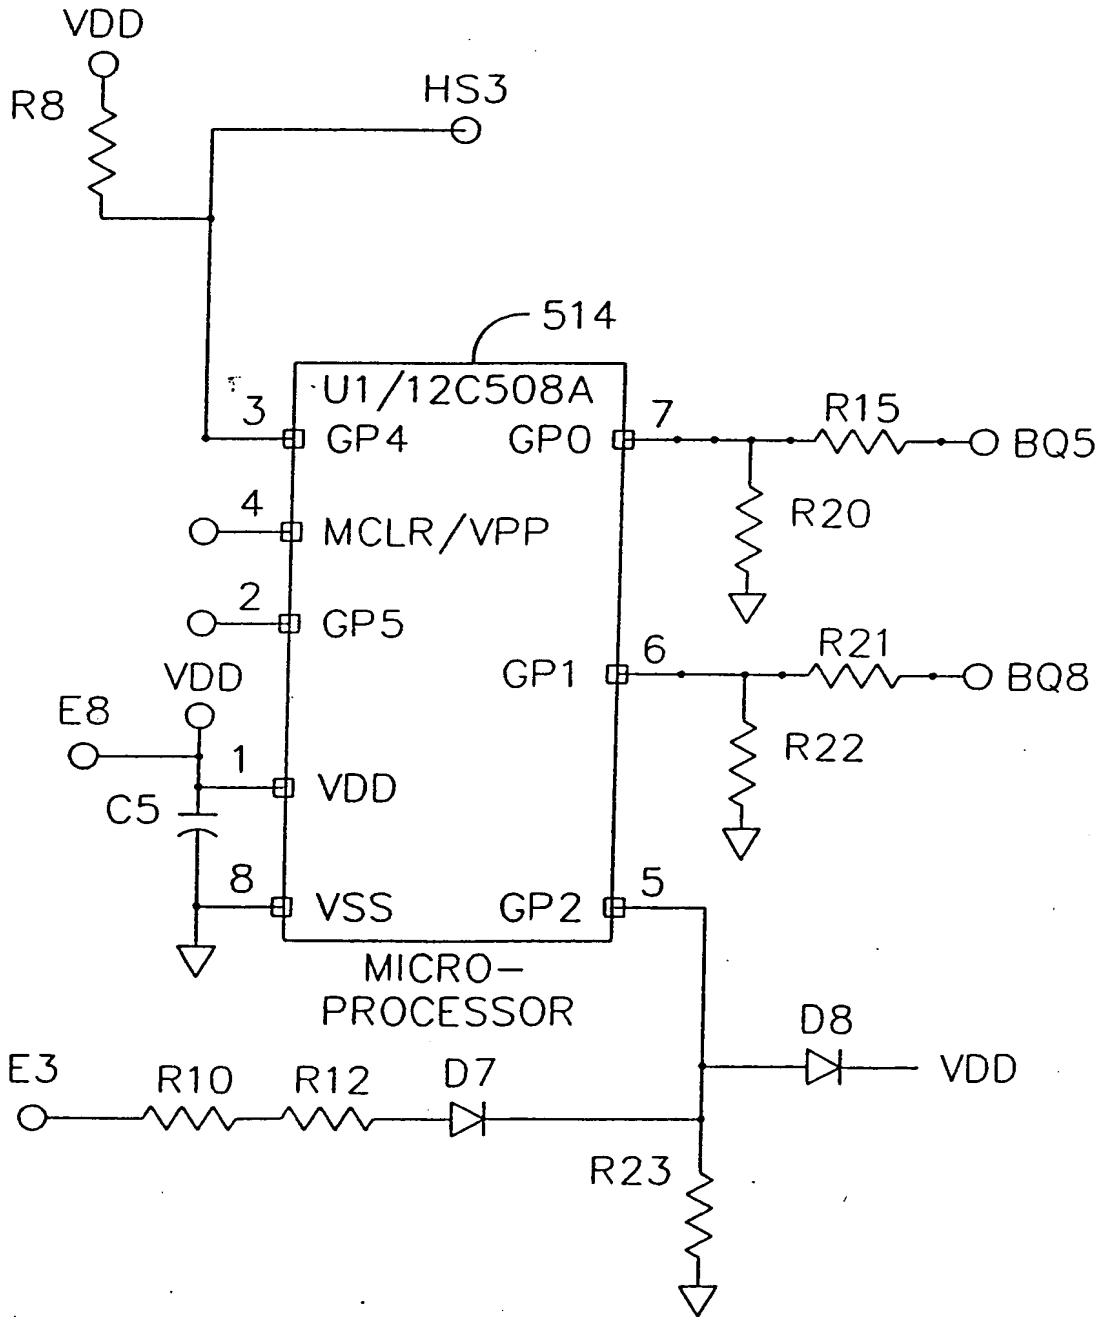 VDD
R8
HS3
514
U1/12C508A
3
GP4
GP0
7
R15
BQ5
4
MCLR/VPP
R20
2
GP5
GP1
6
R21
BQ8
VDD
E8
1
VDD
R22
C5
8
VSS
GP2
5
MICRO-
PROCESSOR
D8
VDD
E3
R10
R12
D7
R23